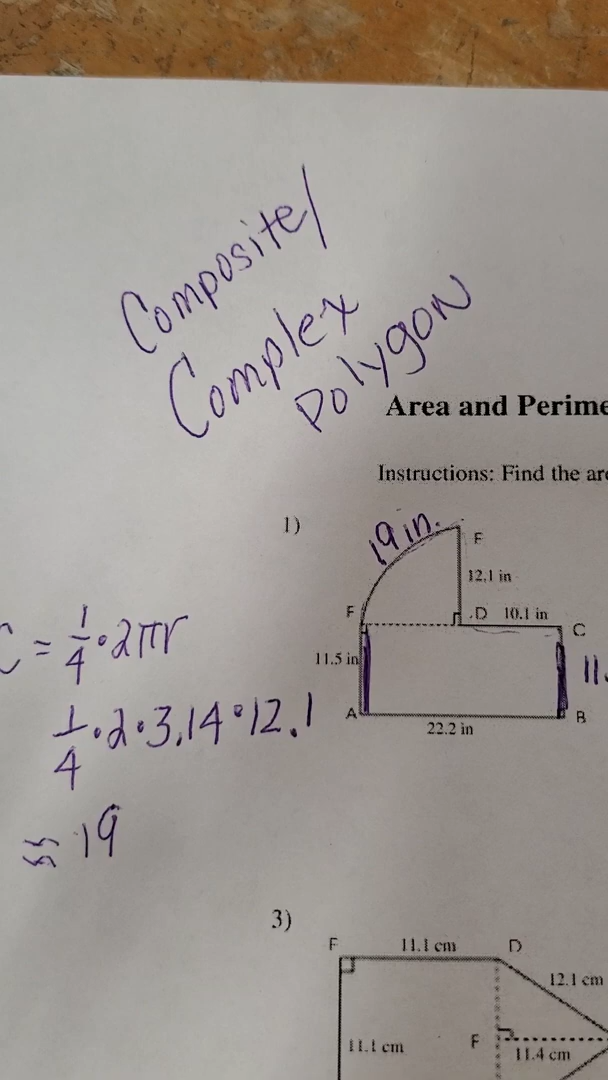 Composite/
Complex
Polygon
Area and Perime
Instructions: Find the are
1)
19 in.
E
12.1 in
F
D
10.1 in
C
C = 1/4 • 2πr
11.5 in
11.
1/4 • 2 • 3.14 • 12.1
A
B
22.2 in
≈ 19
3)
F
11.1 cm
D
12.1 cm
11.1 cm
F
11.4 cm